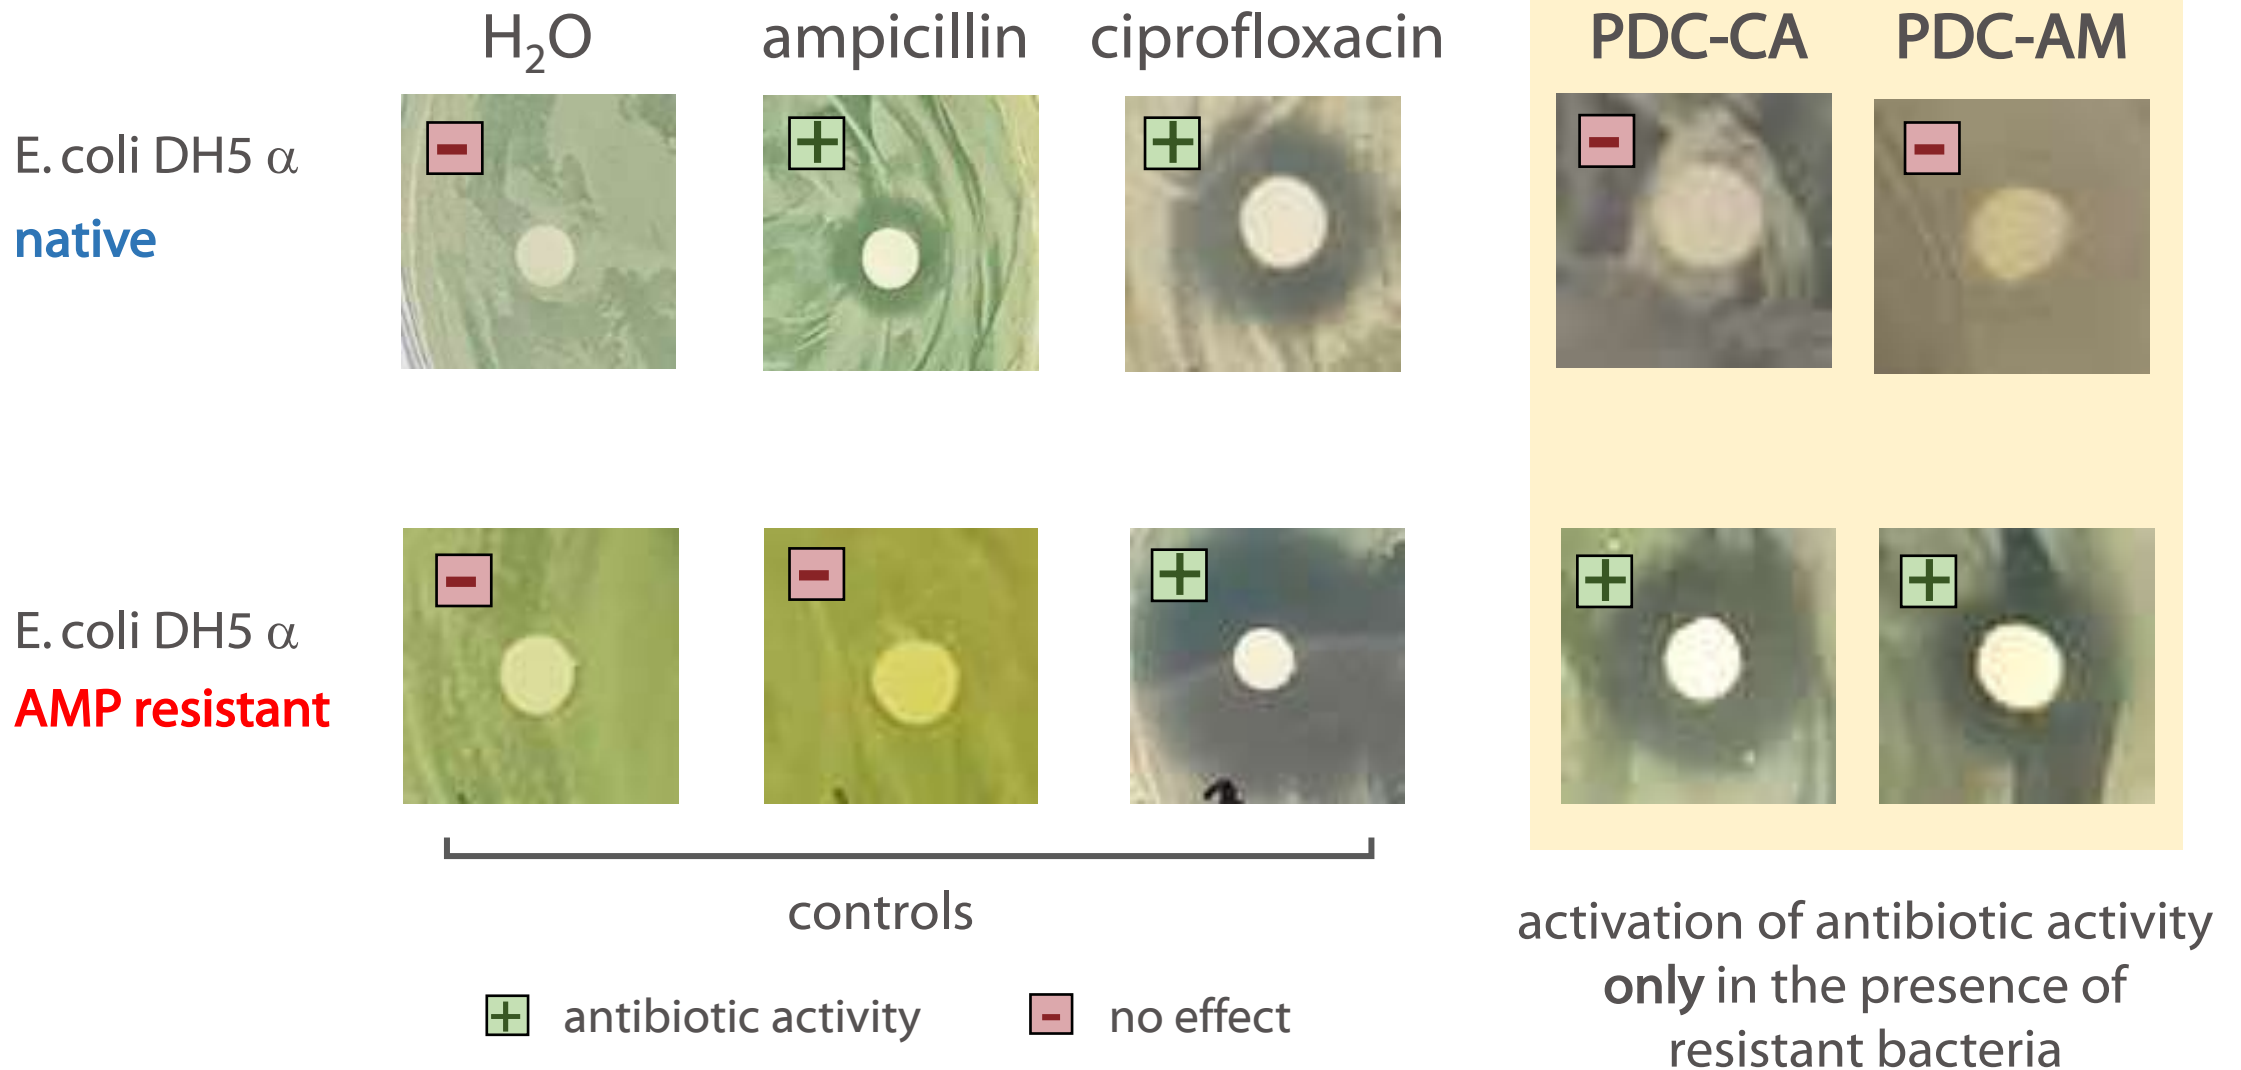 H₂O ampicillin ciprofloxacin PDC-CA PDC-AM
E. coli DH5 α
native
- + + - -
E. coli DH5 α
AMP resistant
- - + + +
controls
+ antibiotic activity - no effect
activation of antibiotic activity
only in the presence of
resistant bacteria